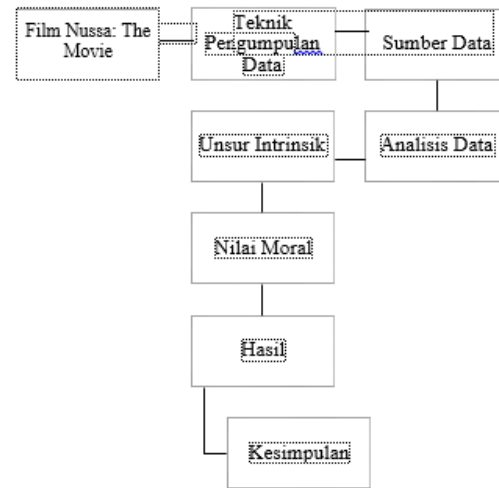 Film Nussa: The
Movie
Teknik
Pengumpulan
Data
Sumber Data
Unsur Intrinsik
Analisis Data
Nilai Moral
Hasil
Kesimpulan